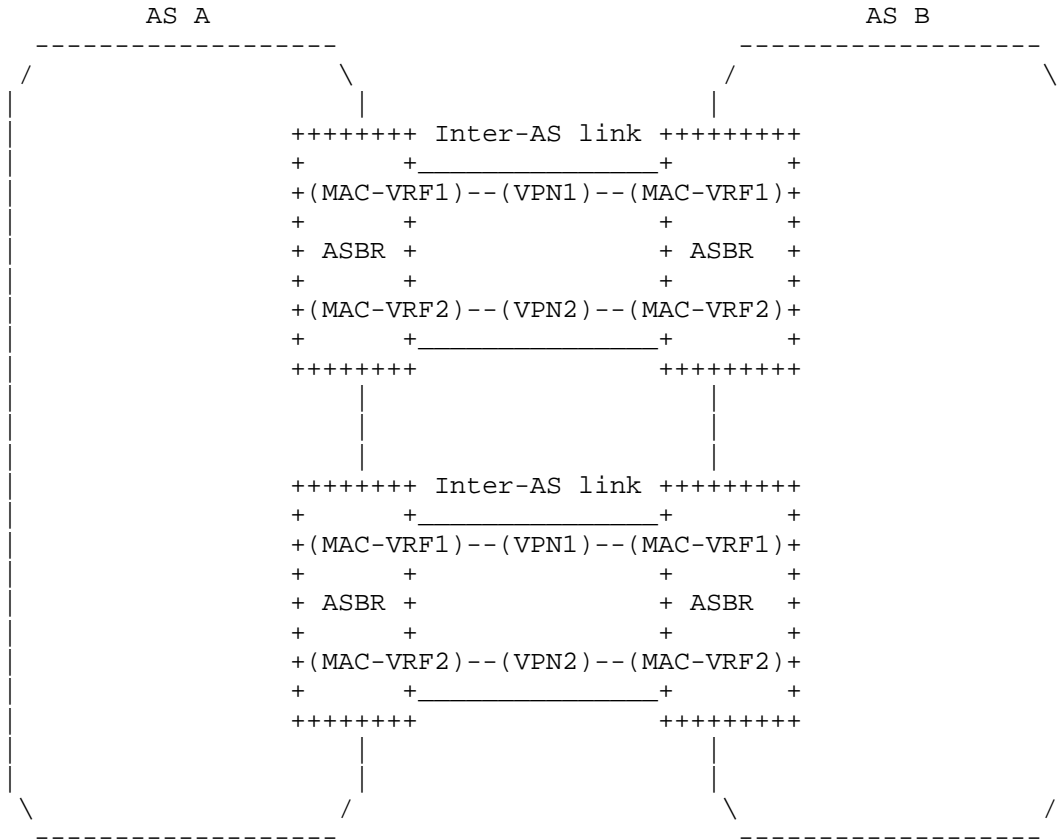 AS A AS B
Inter-AS link
(MAC-VRF1)--(VPN1)--(MAC-VRF1)
ASBR ASBR
(MAC-VRF2)--(VPN2)--(MAC-VRF2)
Inter-AS link
(MAC-VRF1)--(VPN1)--(MAC-VRF1)
ASBR ASBR
(MAC-VRF2)--(VPN2)--(MAC-VRF2)